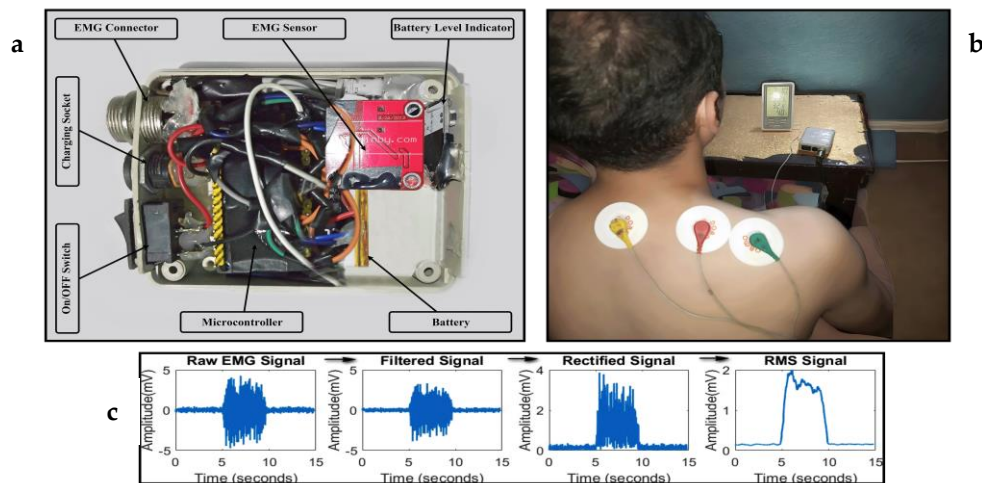 a
EMG Connector
EMG Sensor
Battery Level Indicator
b
Charging Socket
On/OFF Switch
Microcontroller
Battery
c
Raw EMG Signal
Filtered Signal
Rectified Signal
RMS Signal
Amplitude(mV)
5
0
-5
0 5 10 15
Time (seconds)
Amplitude(mV)
5
0
-5
0 5 10 15
Time (seconds)
Amplitude(mV)
4
2
0
0 5 10 15
Time (seconds)
Amplitude(mV)
2
1
0
0 5 10 15
Time (seconds)